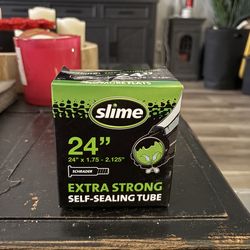 slime
24"
24" x 1.75 - 2.125"
SCHRADER
EXTRA STRONG
SELF-SEALING TUBE